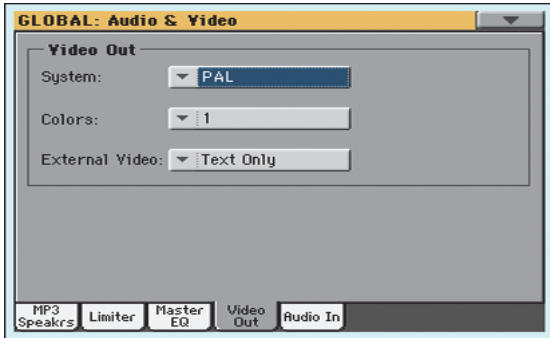 GLOBAL: Audio & Video
Video Out
System: PAL
Colors: 1
External Video: Text Only
MP3 Speakrs
Limiter
Master EQ
Video Out
Audio In